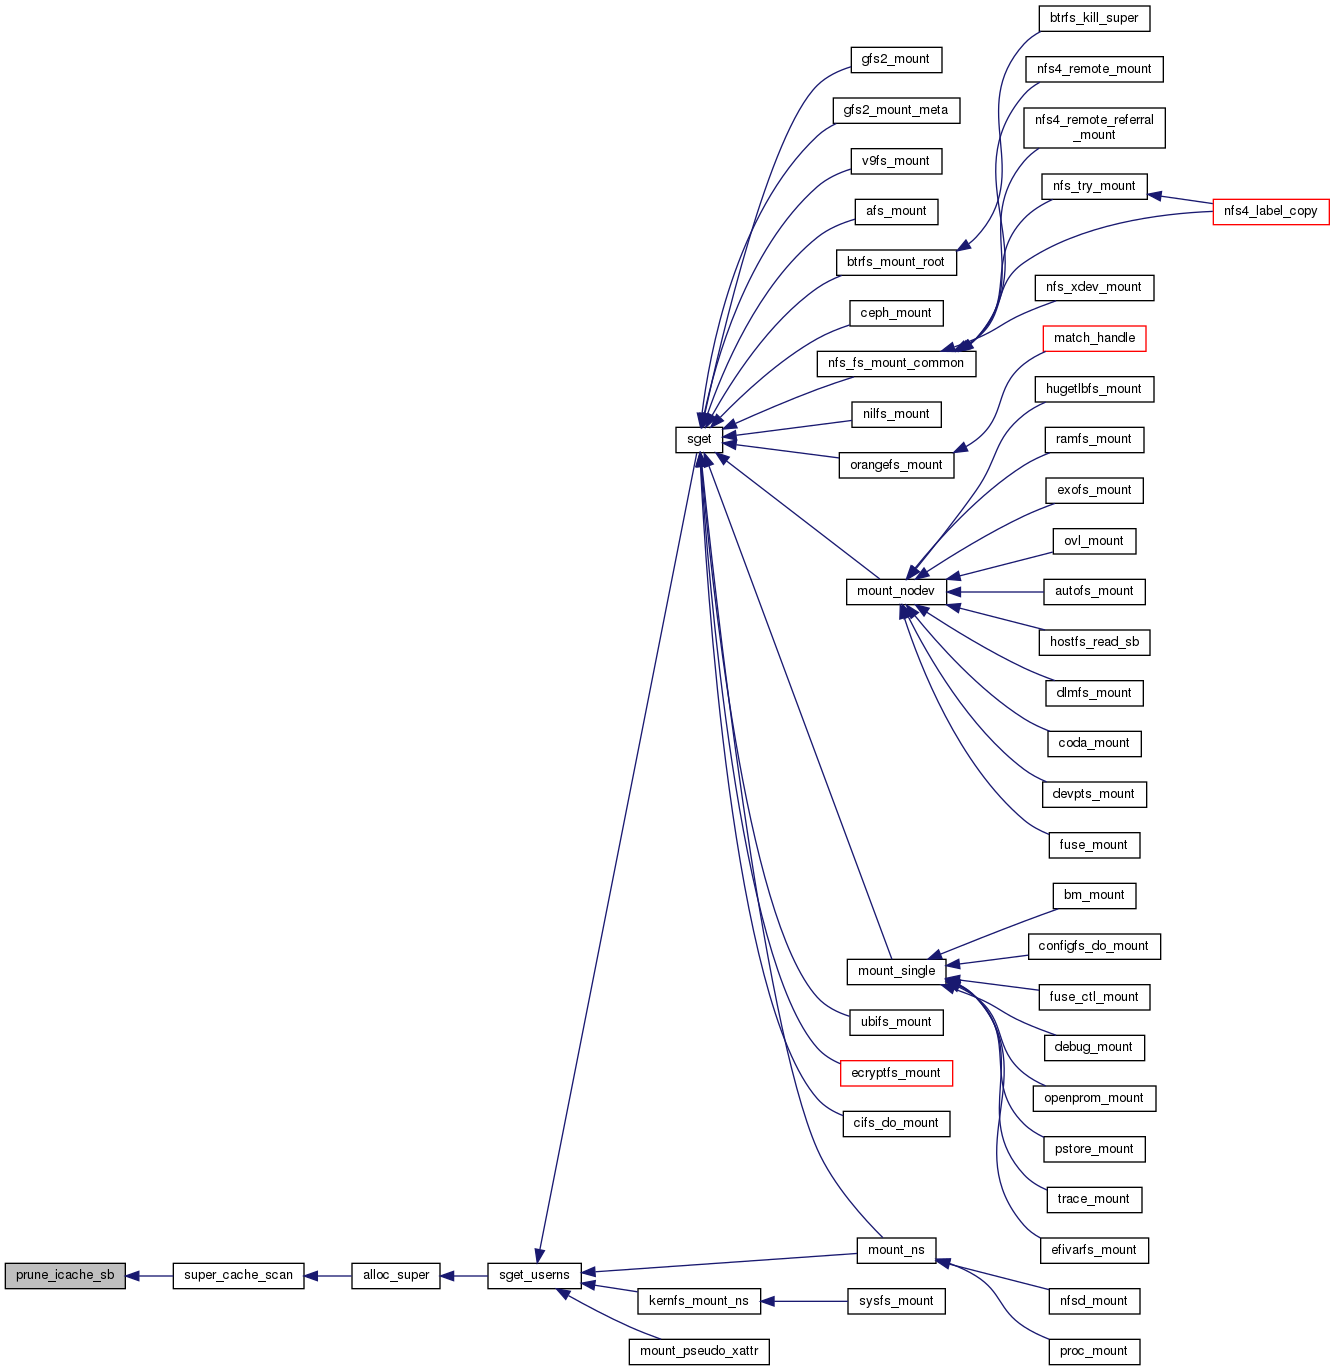 btrfs_kill_super
gfs2_mount
nfs4_remote_mount
gfs2_mount_meta
nfs4_remote_referral
_mount
v9fs_mount
nfs_try_mount
afs_mount
nfs4_label_copy
btrfs_mount_root
nfs_xdev_mount
ceph_mount
match_handle
nfs_fs_mount_common
hugetlbfs_mount
nilfs_mount
sget
ramfs_mount
orangefs_mount
exofs_mount
ovl_mount
mount_nodev
autofs_mount
hostfs_read_sb
dlmfs_mount
coda_mount
devpts_mount
fuse_mount
bm_mount
configfs_do_mount
mount_single
fuse_ctl_mount
ubifs_mount
debug_mount
ecryptfs_mount
openprom_mount
cifs_do_mount
pstore_mount
trace_mount
mount_ns
efivarfs_mount
prune_icache_sb
super_cache_scan
alloc_super
sget_userns
kernfs_mount_ns
sysfs_mount
nfsd_mount
mount_pseudo_xattr
proc_mount